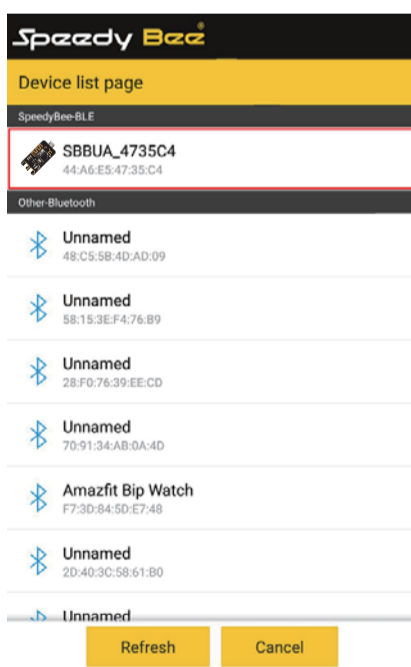 Speedy Bee
Device list page
SpeedyBee-BLE
SBBUA_4735C4
44:A6:E5:47:35:C4
Other-Bluetooth
Unnamed
48:C5:5B:4D:AD:09
Unnamed
58:15:3E:F4:76:B9
Unnamed
28:F0:76:39:EE:CD
Unnamed
70:91:34:AB:0A:4D
Amazfit Bip Watch
F7:3D:84:5D:E7:48
Unnamed
2D:40:3C:58:61:B0
Unnamed
Refresh Cancel